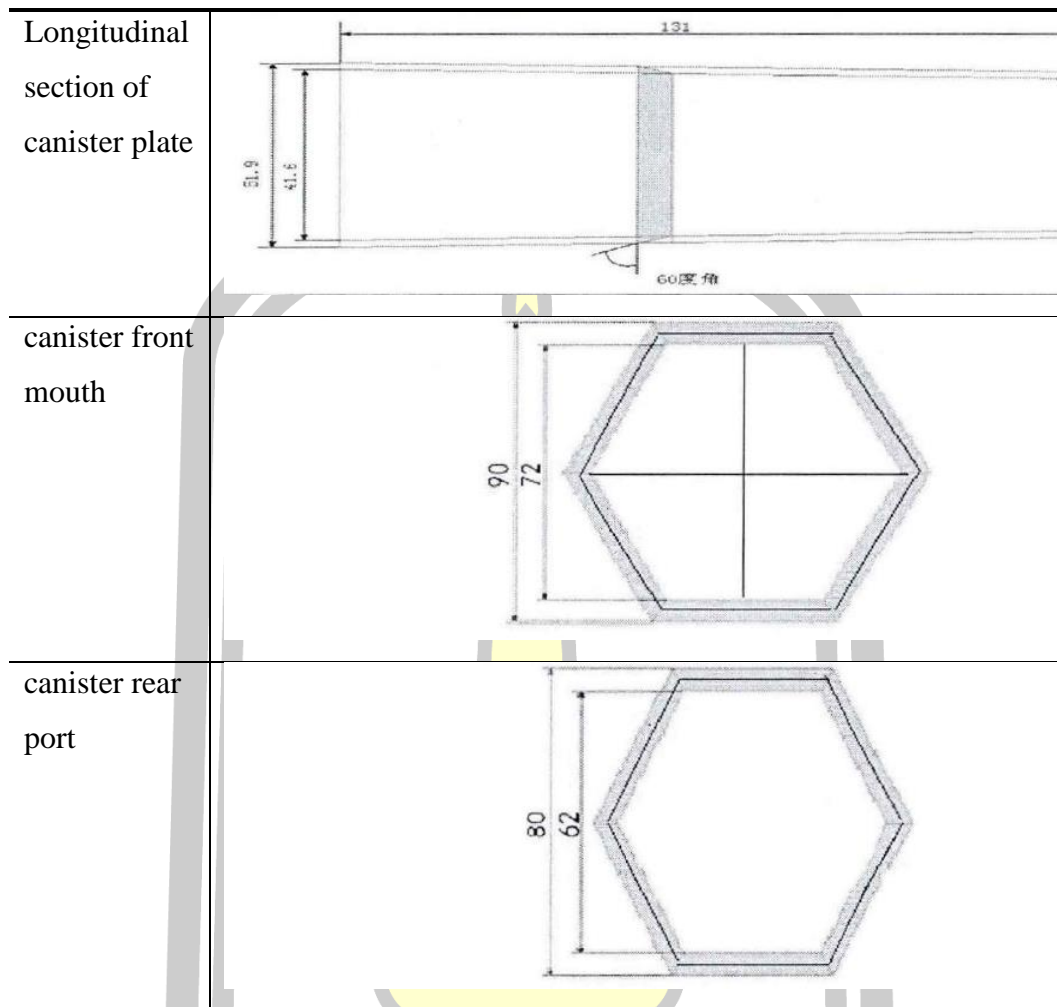 Longitudinal
section of
canister plate
131
51.9
41.6
60度角
canister front
mouth
90
72
canister rear
port
80
62